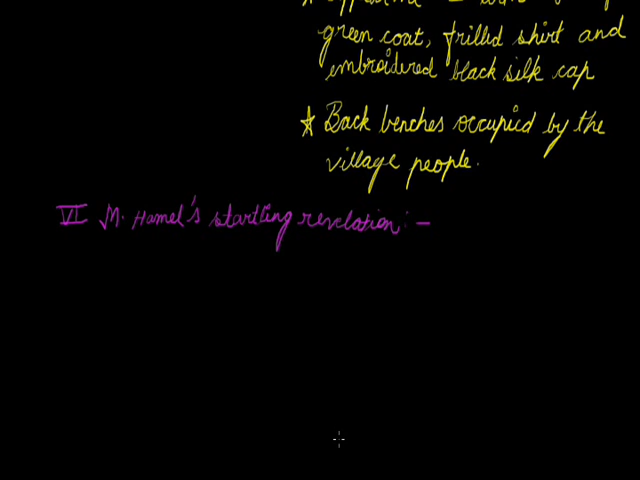 green coat, frilled shirt and
embroidered black silk cap
★ Back benches occupied by the
village people.
VI M. Hamel's startling revelation:-